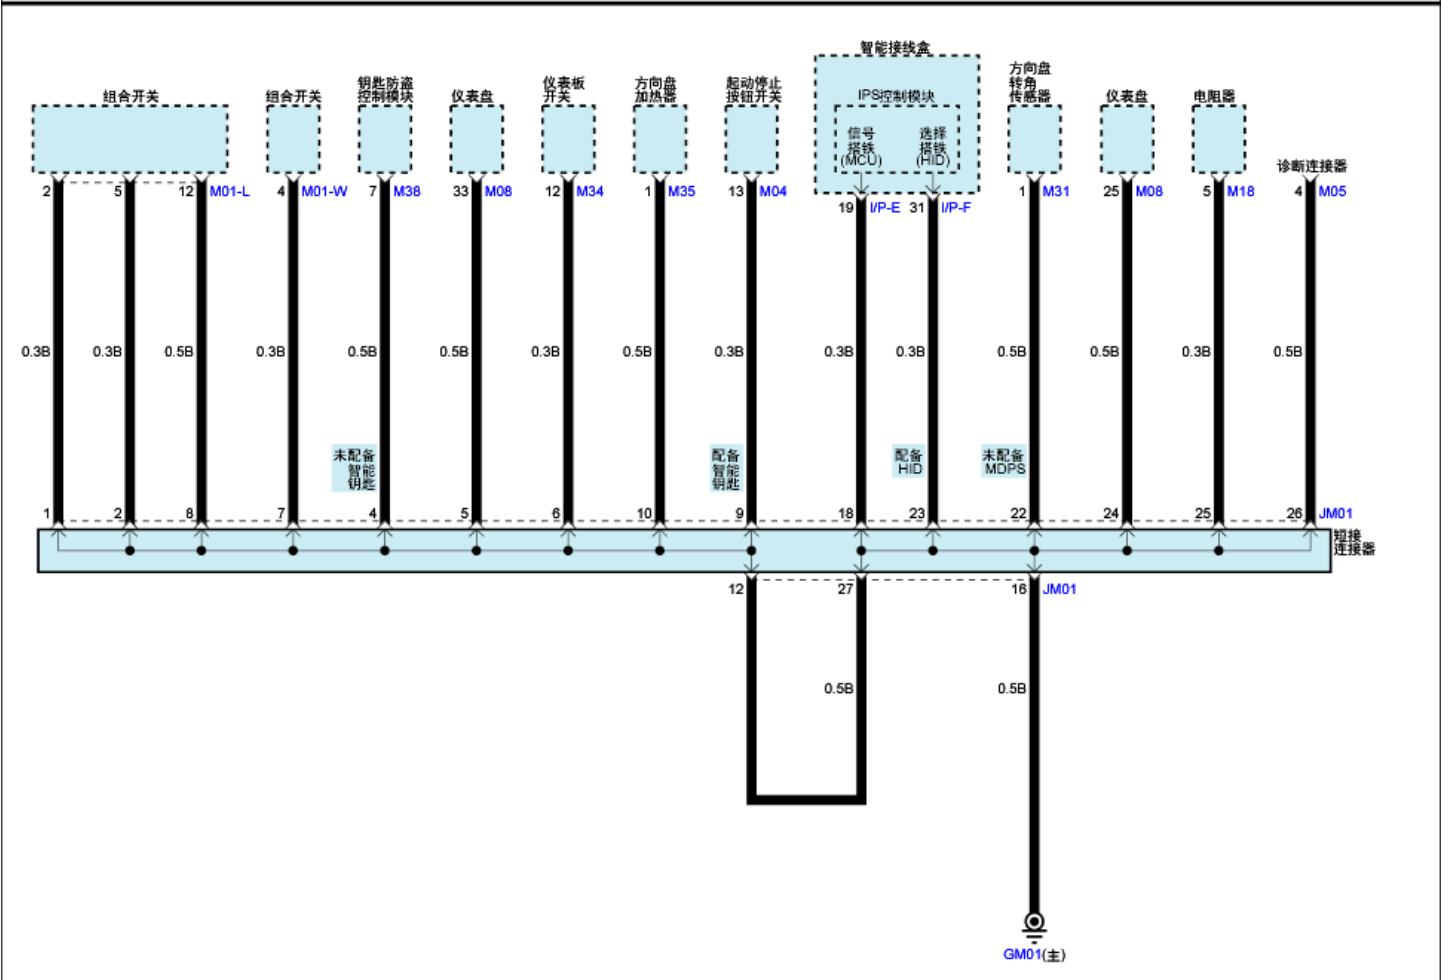 智能接线盒
组合开关
组合开关
钥匙防盗
控制模块
仪表盘
仪表板
开关
方向盘
加热器
起动停止
按钮开关
IPS控制模块
信号
搭铁
(MCU)
选择
搭铁
(HID)
方向盘
转角
传感器
仪表盘
电阻器
诊断连接器
2 5 12 M01-L 4 M01-W 7 M38 33 M08 12 M34 1 M35 13 M04 1 M31 25 M08 5 M18 4 M05
19 I/P-E 31 I/P-F
0.3B 0.3B 0.5B 0.3B 0.5B 0.5B 0.3B 0.5B 0.3B 0.3B 0.3B 0.5B 0.5B 0.3B 0.5B
未配备
智能
钥匙
配备
智能
钥匙
配备
HID
未配备
MDPS
1 2 8 7 4 5 6 10 9 18 23 22 24 25 26 JM01
短接
连接器
12 27 16 JM01
0.5B 0.5B
GM01(主)